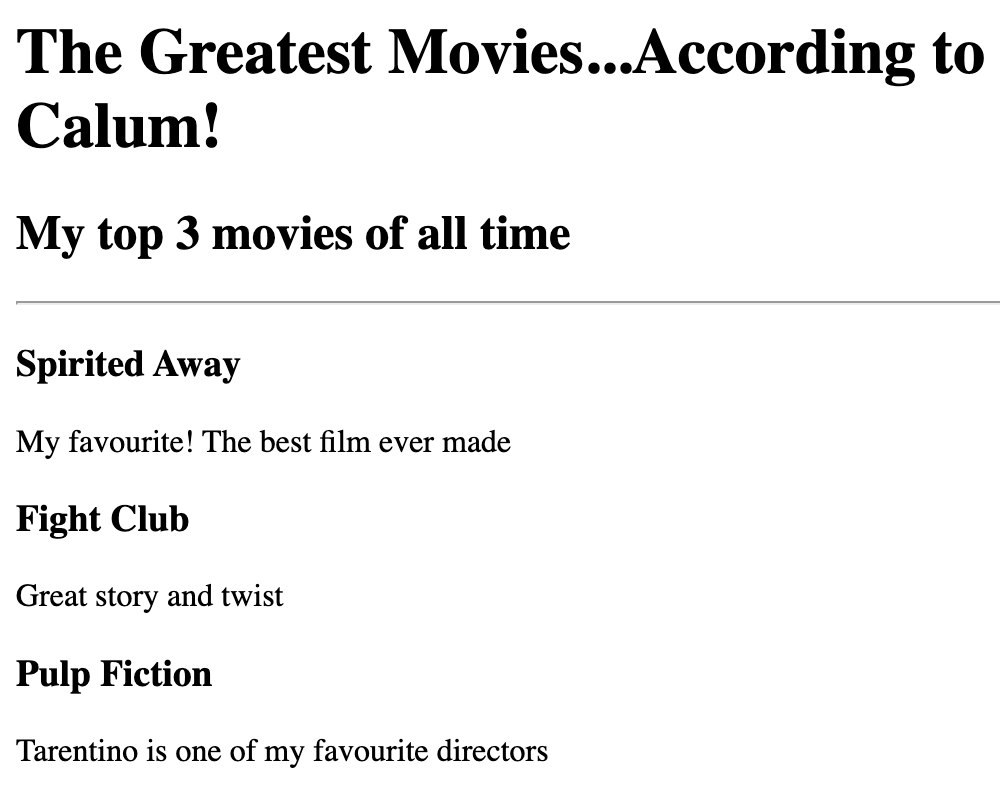 The Greatest Movies...According to
Calum!
My top 3 movies of all time
Spirited Away
My favourite! The best film ever made
Fight Club
Great story and twist
Pulp Fiction
Tarentino is one of my favourite directors